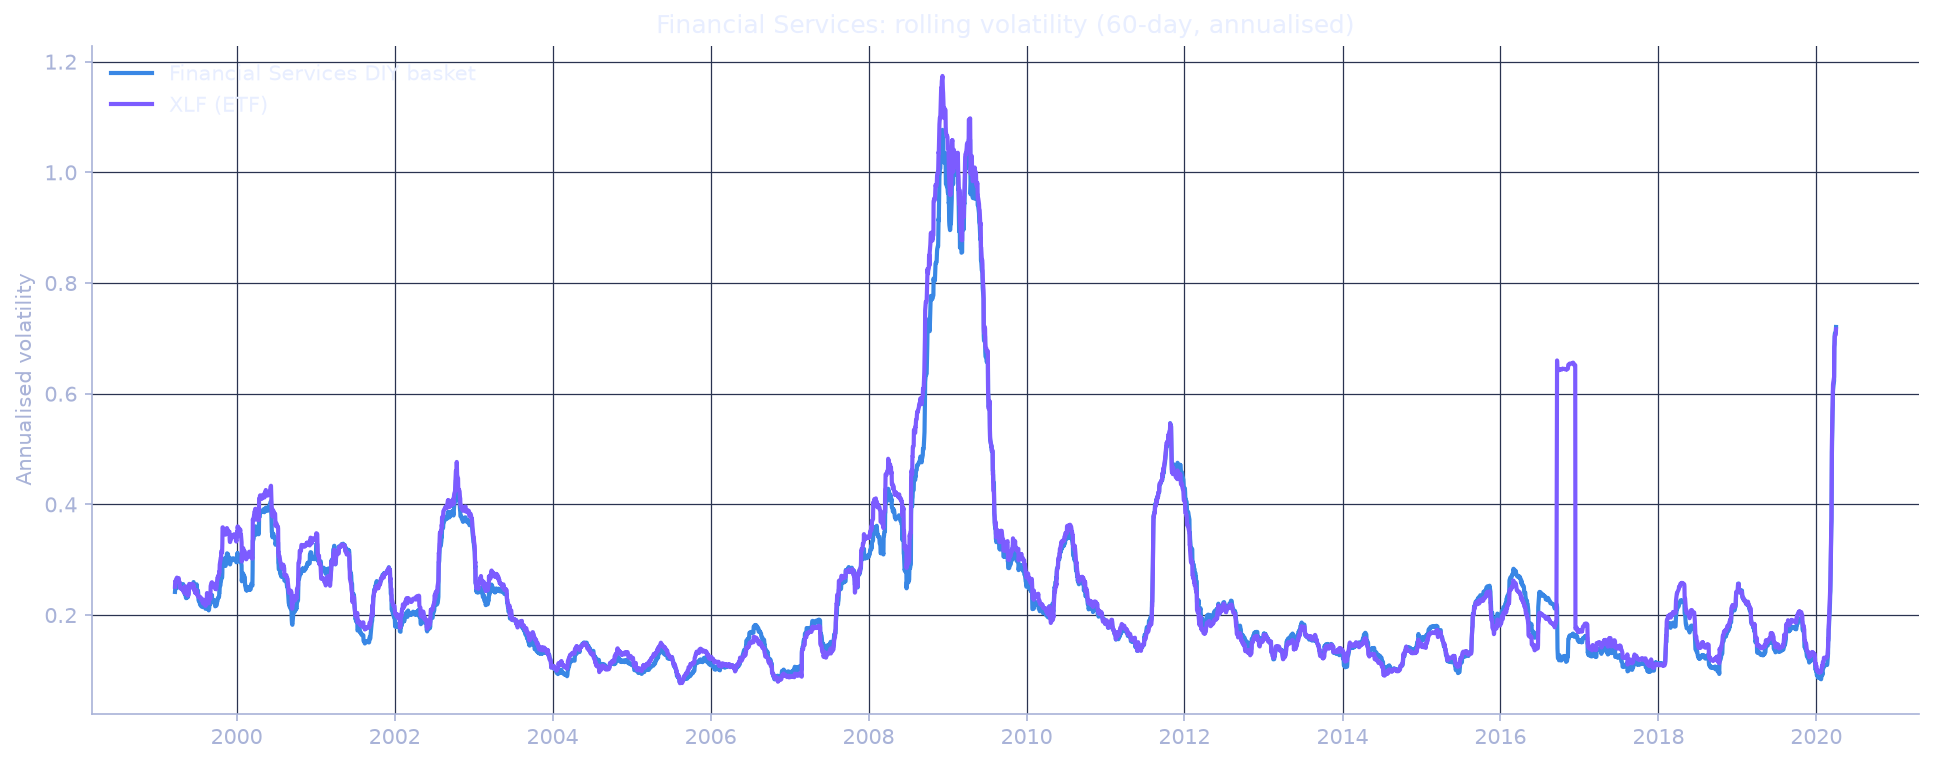 Financial Services: rolling volatility (60-day, annualised)
Financial Services DIY basket
XLF (ETF)
Annualised volatility
1.2
1.0
0.8
0.6
0.4
0.2
2000 2002 2004 2006 2008 2010 2012 2014 2016 2018 2020